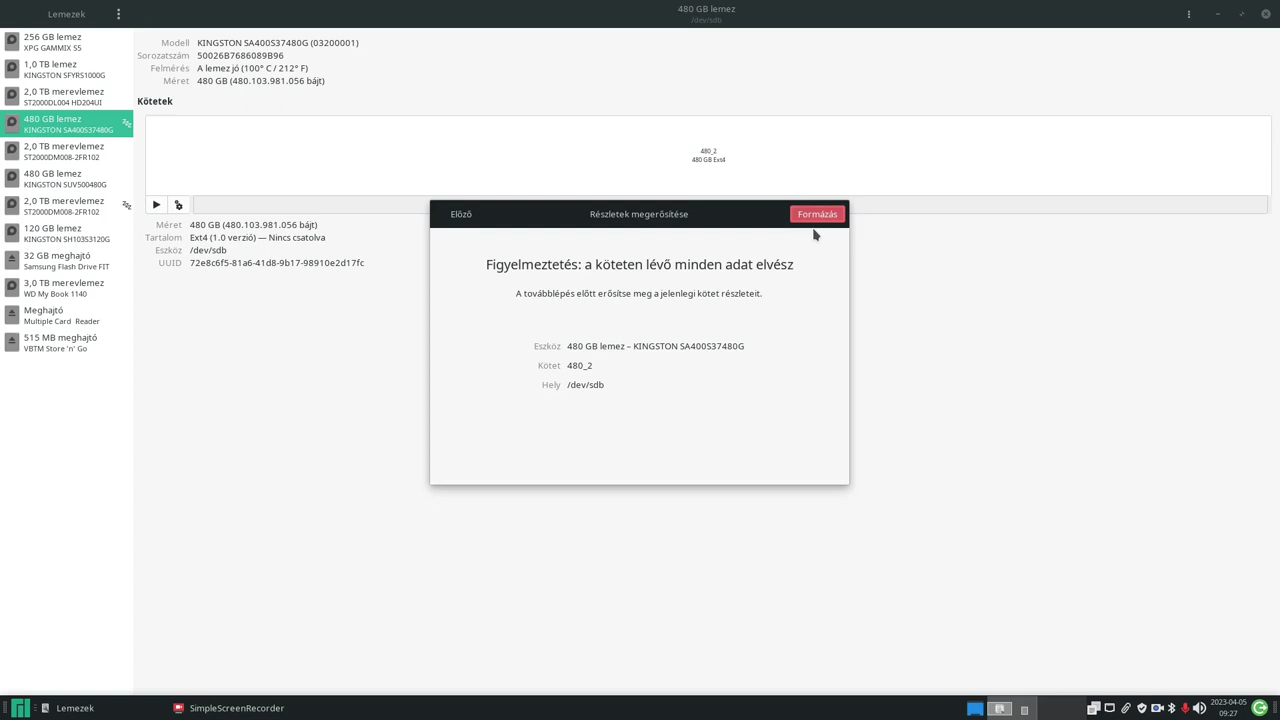 Lemezek
480 GB lemez
/dev/sdb
256 GB lemez
XPG GAMMIX S5
1,0 TB lemez
KINGSTON SFYRS1000G
2,0 TB merevlemez
ST2000DL004 HD204UI
480 GB lemez
KINGSTON SA400S37480G
2,0 TB merevlemez
ST2000DM008-2FR102
480 GB lemez
KINGSTON SUV500480G
2,0 TB merevlemez
ST2000DM008-2FR102
120 GB lemez
KINGSTON SH103S3120G
32 GB meghajtó
Samsung Flash Drive FIT
3,0 TB merevlemez
WD My Book 1140
Meghajtó
Multiple Card Reader
515 MB meghajtó
VBTM Store 'n' Go
Modell KINGSTON SA400S37480G (03200001)
Sorozatszám 50026B7686089B96
Felmérés A lemez jó (100° C / 212° F)
Méret 480 GB (480.103.981.056 bájt)
Kötetek
480_2
480 GB Ext4
Méret 480 GB (480.103.981.056 bájt)
Tartalom Ext4 (1.0 verzió) — Nincs csatolva
Eszköz /dev/sdb
UUID 72e8c6f5-81a6-41d8-9b17-98910e2d17fc
Előző Részletek megerősítése Formázás
Figyelmeztetés: a köteten lévő minden adat elvész
A továbblépés előtt erősítse meg a jelenlegi kötet részleteit.
Eszköz 480 GB lemez – KINGSTON SA400S37480G
Kötet 480_2
Hely /dev/sdb
Lemezek
SimpleScreenRecorder
2023-04-05
09:27